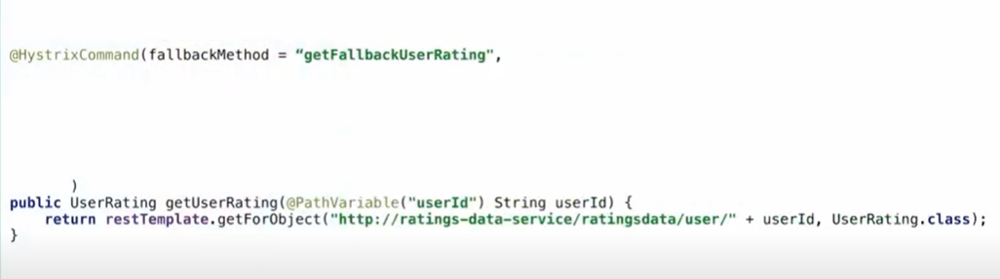 @HystrixCommand(fallbackMethod = “getFallbackUserRating",
)
public UserRating getUserRating(@PathVariable("userId") String userId) {
return restTemplate.getForObject("http://ratings-data-service/ratingsdata/user/" + userId, UserRating.class);
}